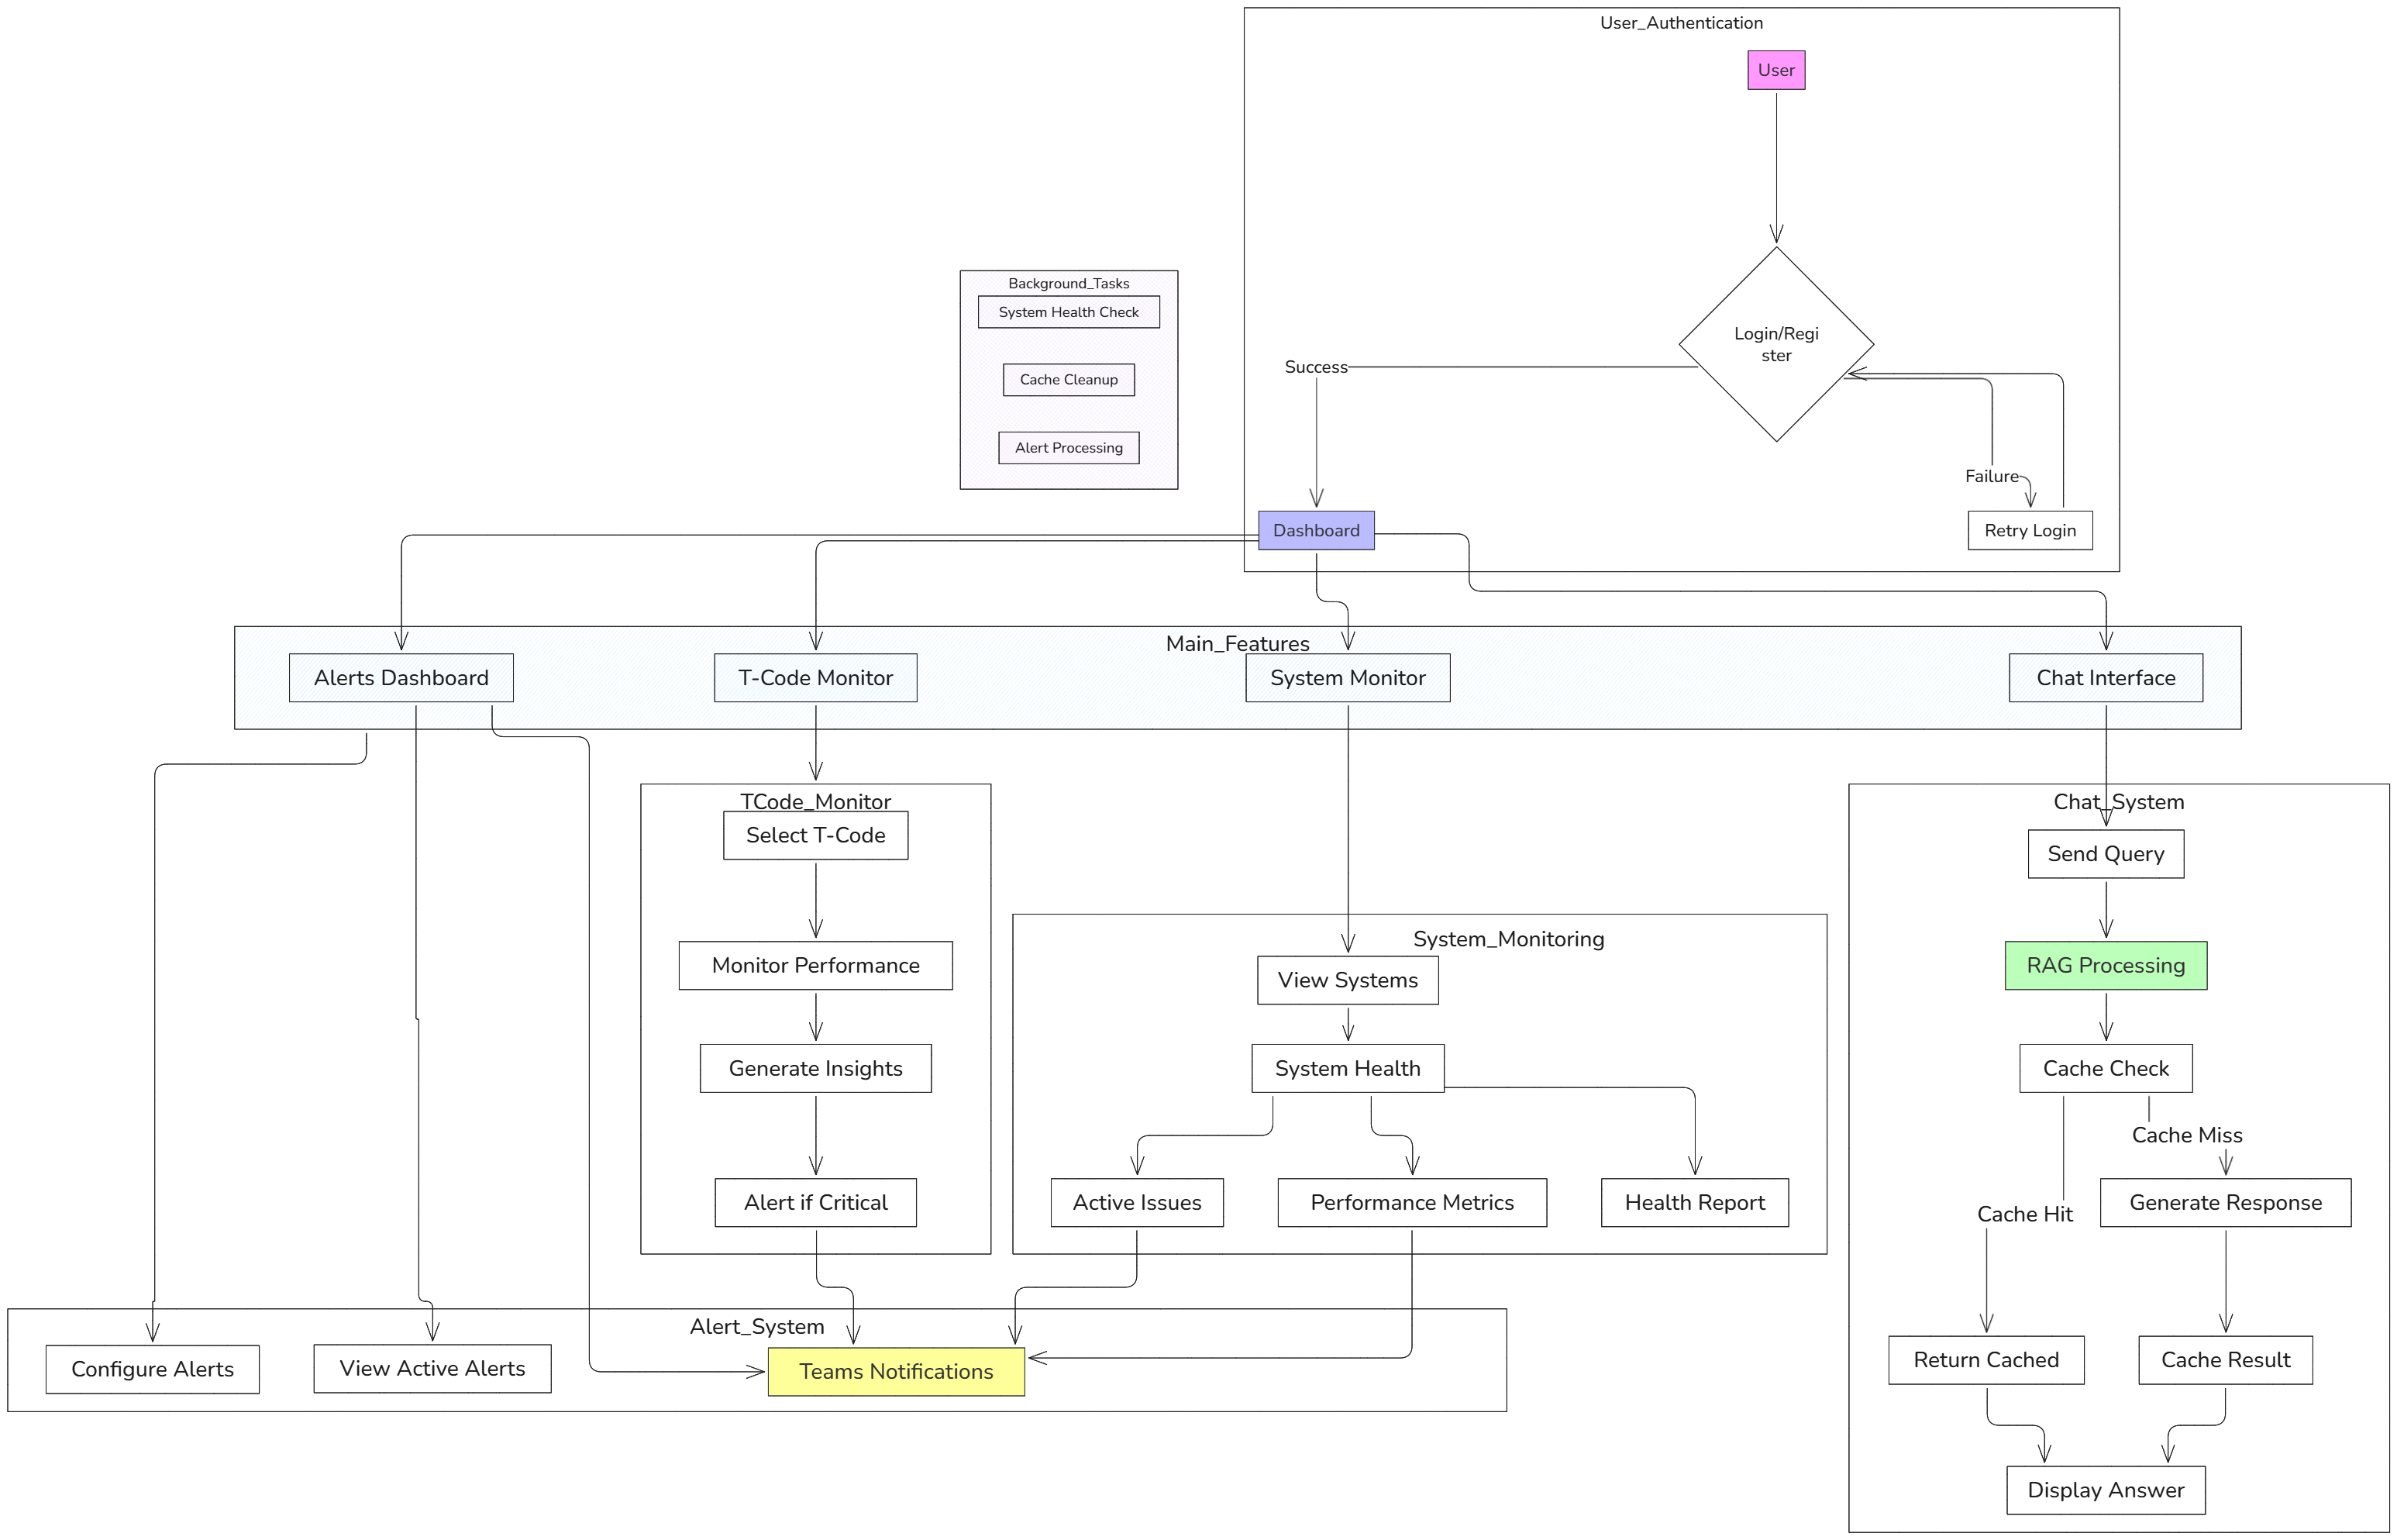 User_Authentication
User
Login/Regi
ster
Success
Failure
Dashboard
Retry Login
Background_Tasks
System Health Check
Cache Cleanup
Alert Processing
Main_Features
Alerts Dashboard
T-Code Monitor
System Monitor
Chat Interface
TCode_Monitor
Select T-Code
Monitor Performance
Generate Insights
Alert if Critical
System_Monitoring
View Systems
System Health
Active Issues
Performance Metrics
Health Report
Chat_System
Send Query
RAG Processing
Cache Check
Cache Miss
Cache Hit
Generate Response
Return Cached
Cache Result
Display Answer
Alert_System
Configure Alerts
View Active Alerts
Teams Notifications